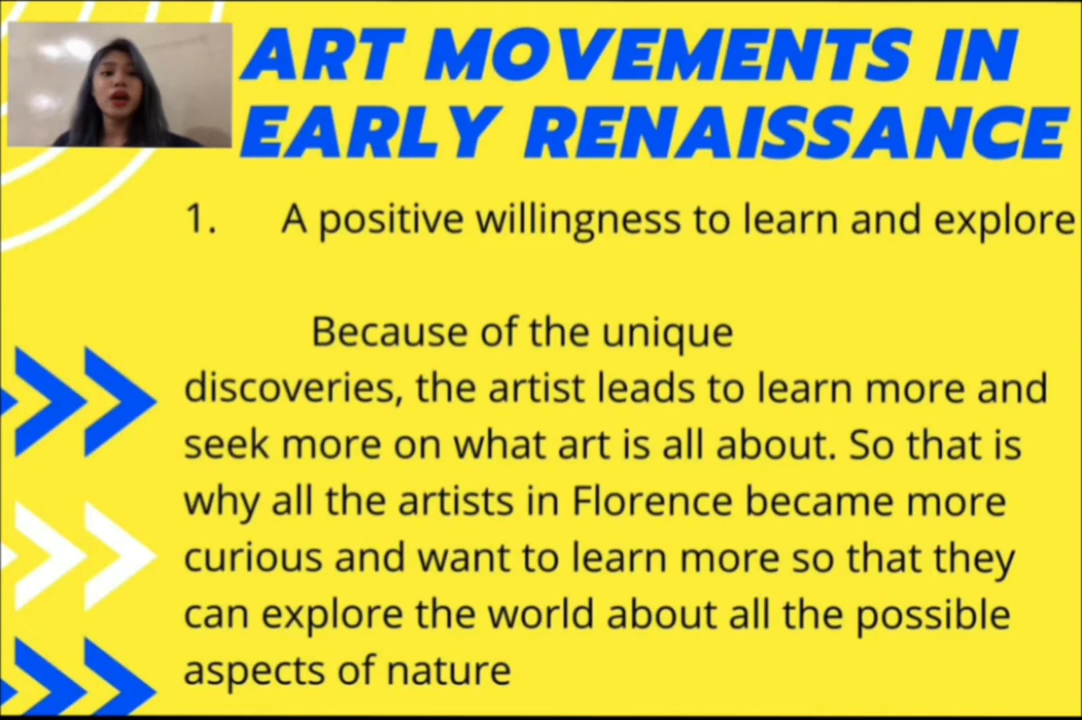 ART MOVEMENTS IN
EARLY RENAISSANCE
1. A positive willingness to learn and explore
Because of the unique
discoveries, the artist leads to learn more and
seek more on what art is all about. So that is
why all the artists in Florence became more
curious and want to learn more so that they
can explore the world about all the possible
aspects of nature